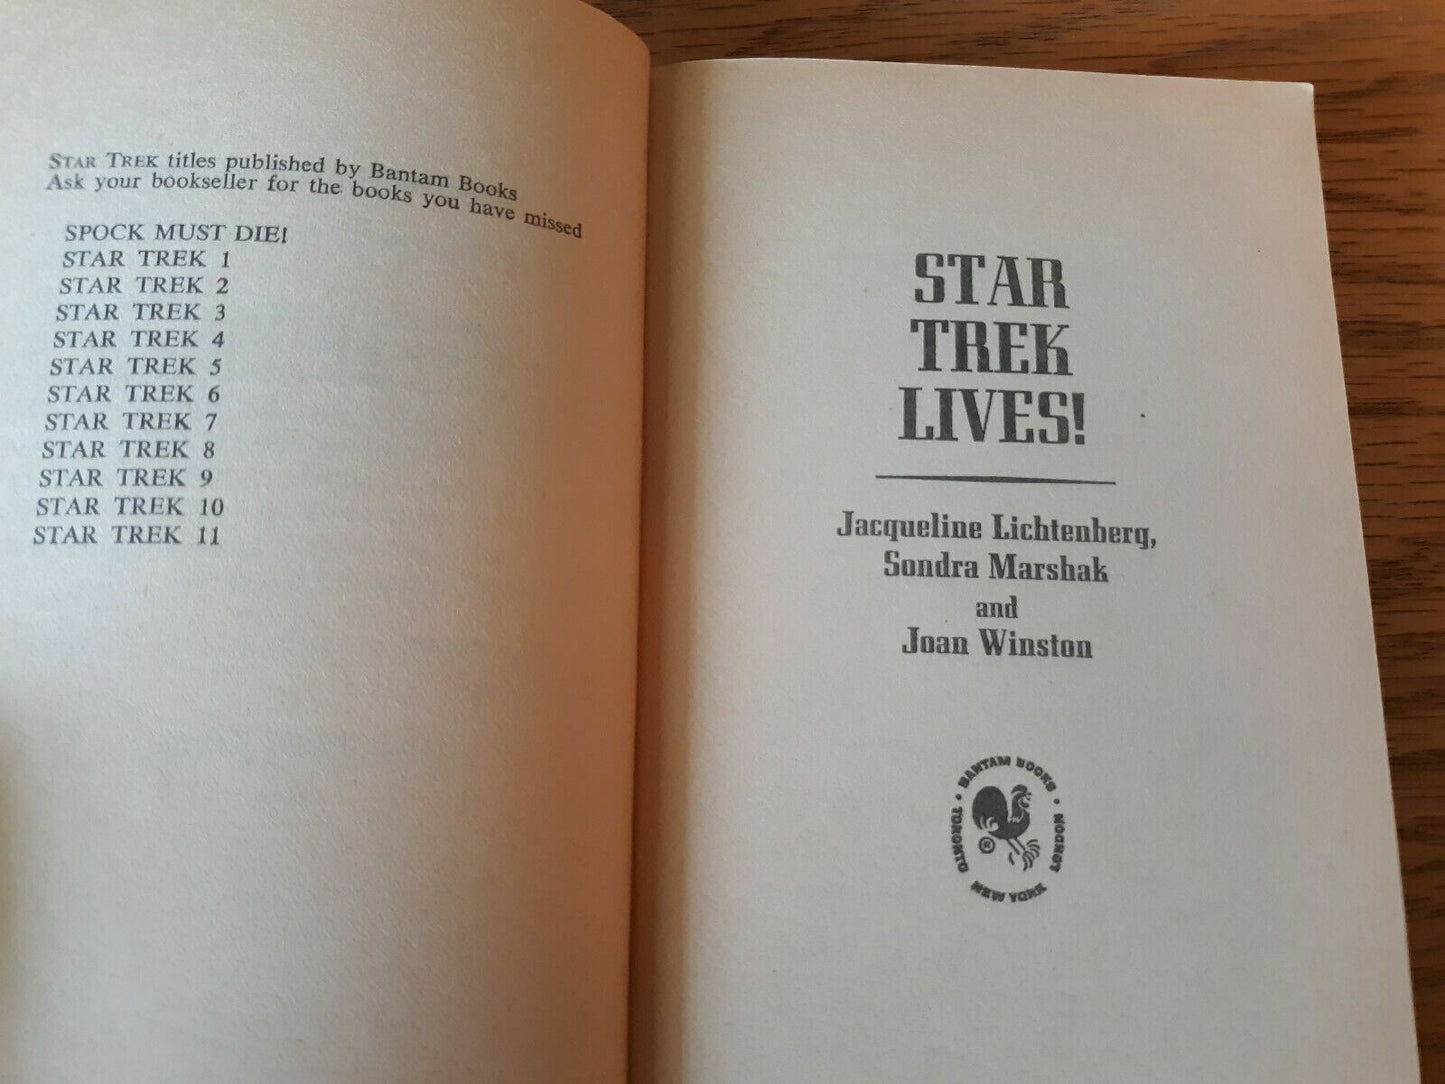 STAR TREK titles published by Bantam Books
Ask your bookseller for the books you have missed
SPOCK MUST DIE!
STAR TREK 1
STAR TREK 2
STAR TREK 3
STAR TREK 4
STAR TREK 5
STAR TREK 6
STAR TREK 7
STAR TREK 8
STAR TREK 9
STAR TREK 10
STAR TREK 11
STAR
TREK
LIVES!
Jacqueline Lichtenberg,
Sondra Marshak
and
Joan Winston
BANTAM BOOKS • LONDON
NEW YORK
TORONTO •
®